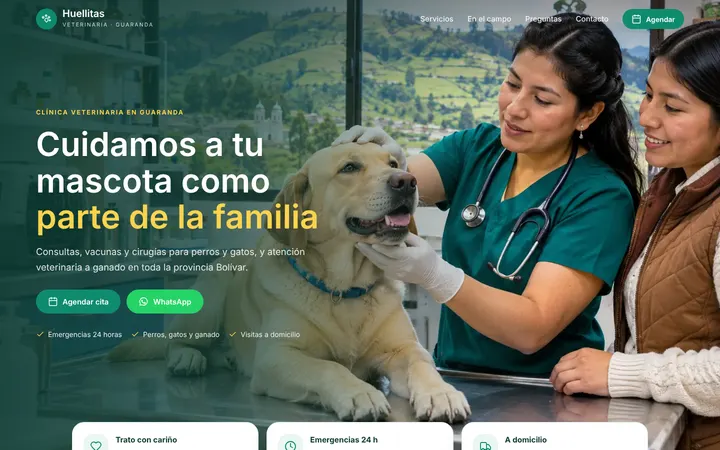 Huellitas
VETERINARIA · GUARANDA
Servicios
En el campo
Preguntas
Contacto
Agendar
CLÍNICA VETERINARIA EN GUARANDA
Cuidamos a tu
mascota como
parte de la familia
Consultas, vacunas y cirugías para perros y gatos, y atención
veterinaria a ganado en toda la provincia Bolívar.
Agendar cita
WhatsApp
Emergencias 24 horas
Perros, gatos y ganado
Visitas a domicilio
Trato con cariño
Emergencias 24 h
A domicilio